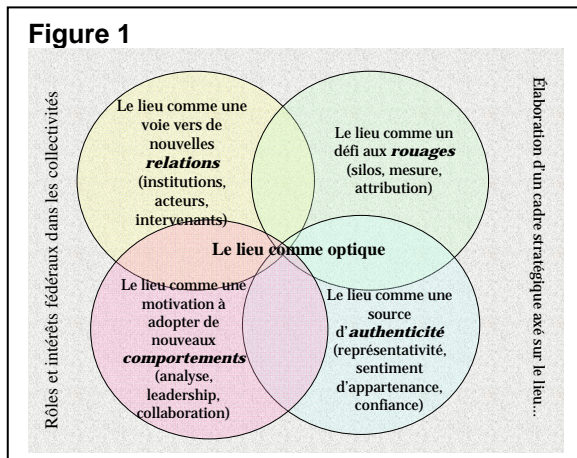 Figure 1
Rôles et intérêts fédéraux dans les collectivités
Le lieu comme une
voie vers de
nouvelles
relations
(institutions,
acteurs,
intervenants)
Le lieu comme un
défi aux rouages
(silos, mesure,
attribution)
Le lieu comme optique
Le lieu comme une
motivation à
adopter de
nouveaux
comportements
(analyse,
leadership,
collaboration)
Le lieu comme une
source
d'authenticité
(représentativité,
sentiment
d'appartenance,
confiance)
Élaboration d'un cadre stratégique axé sur le lieu...